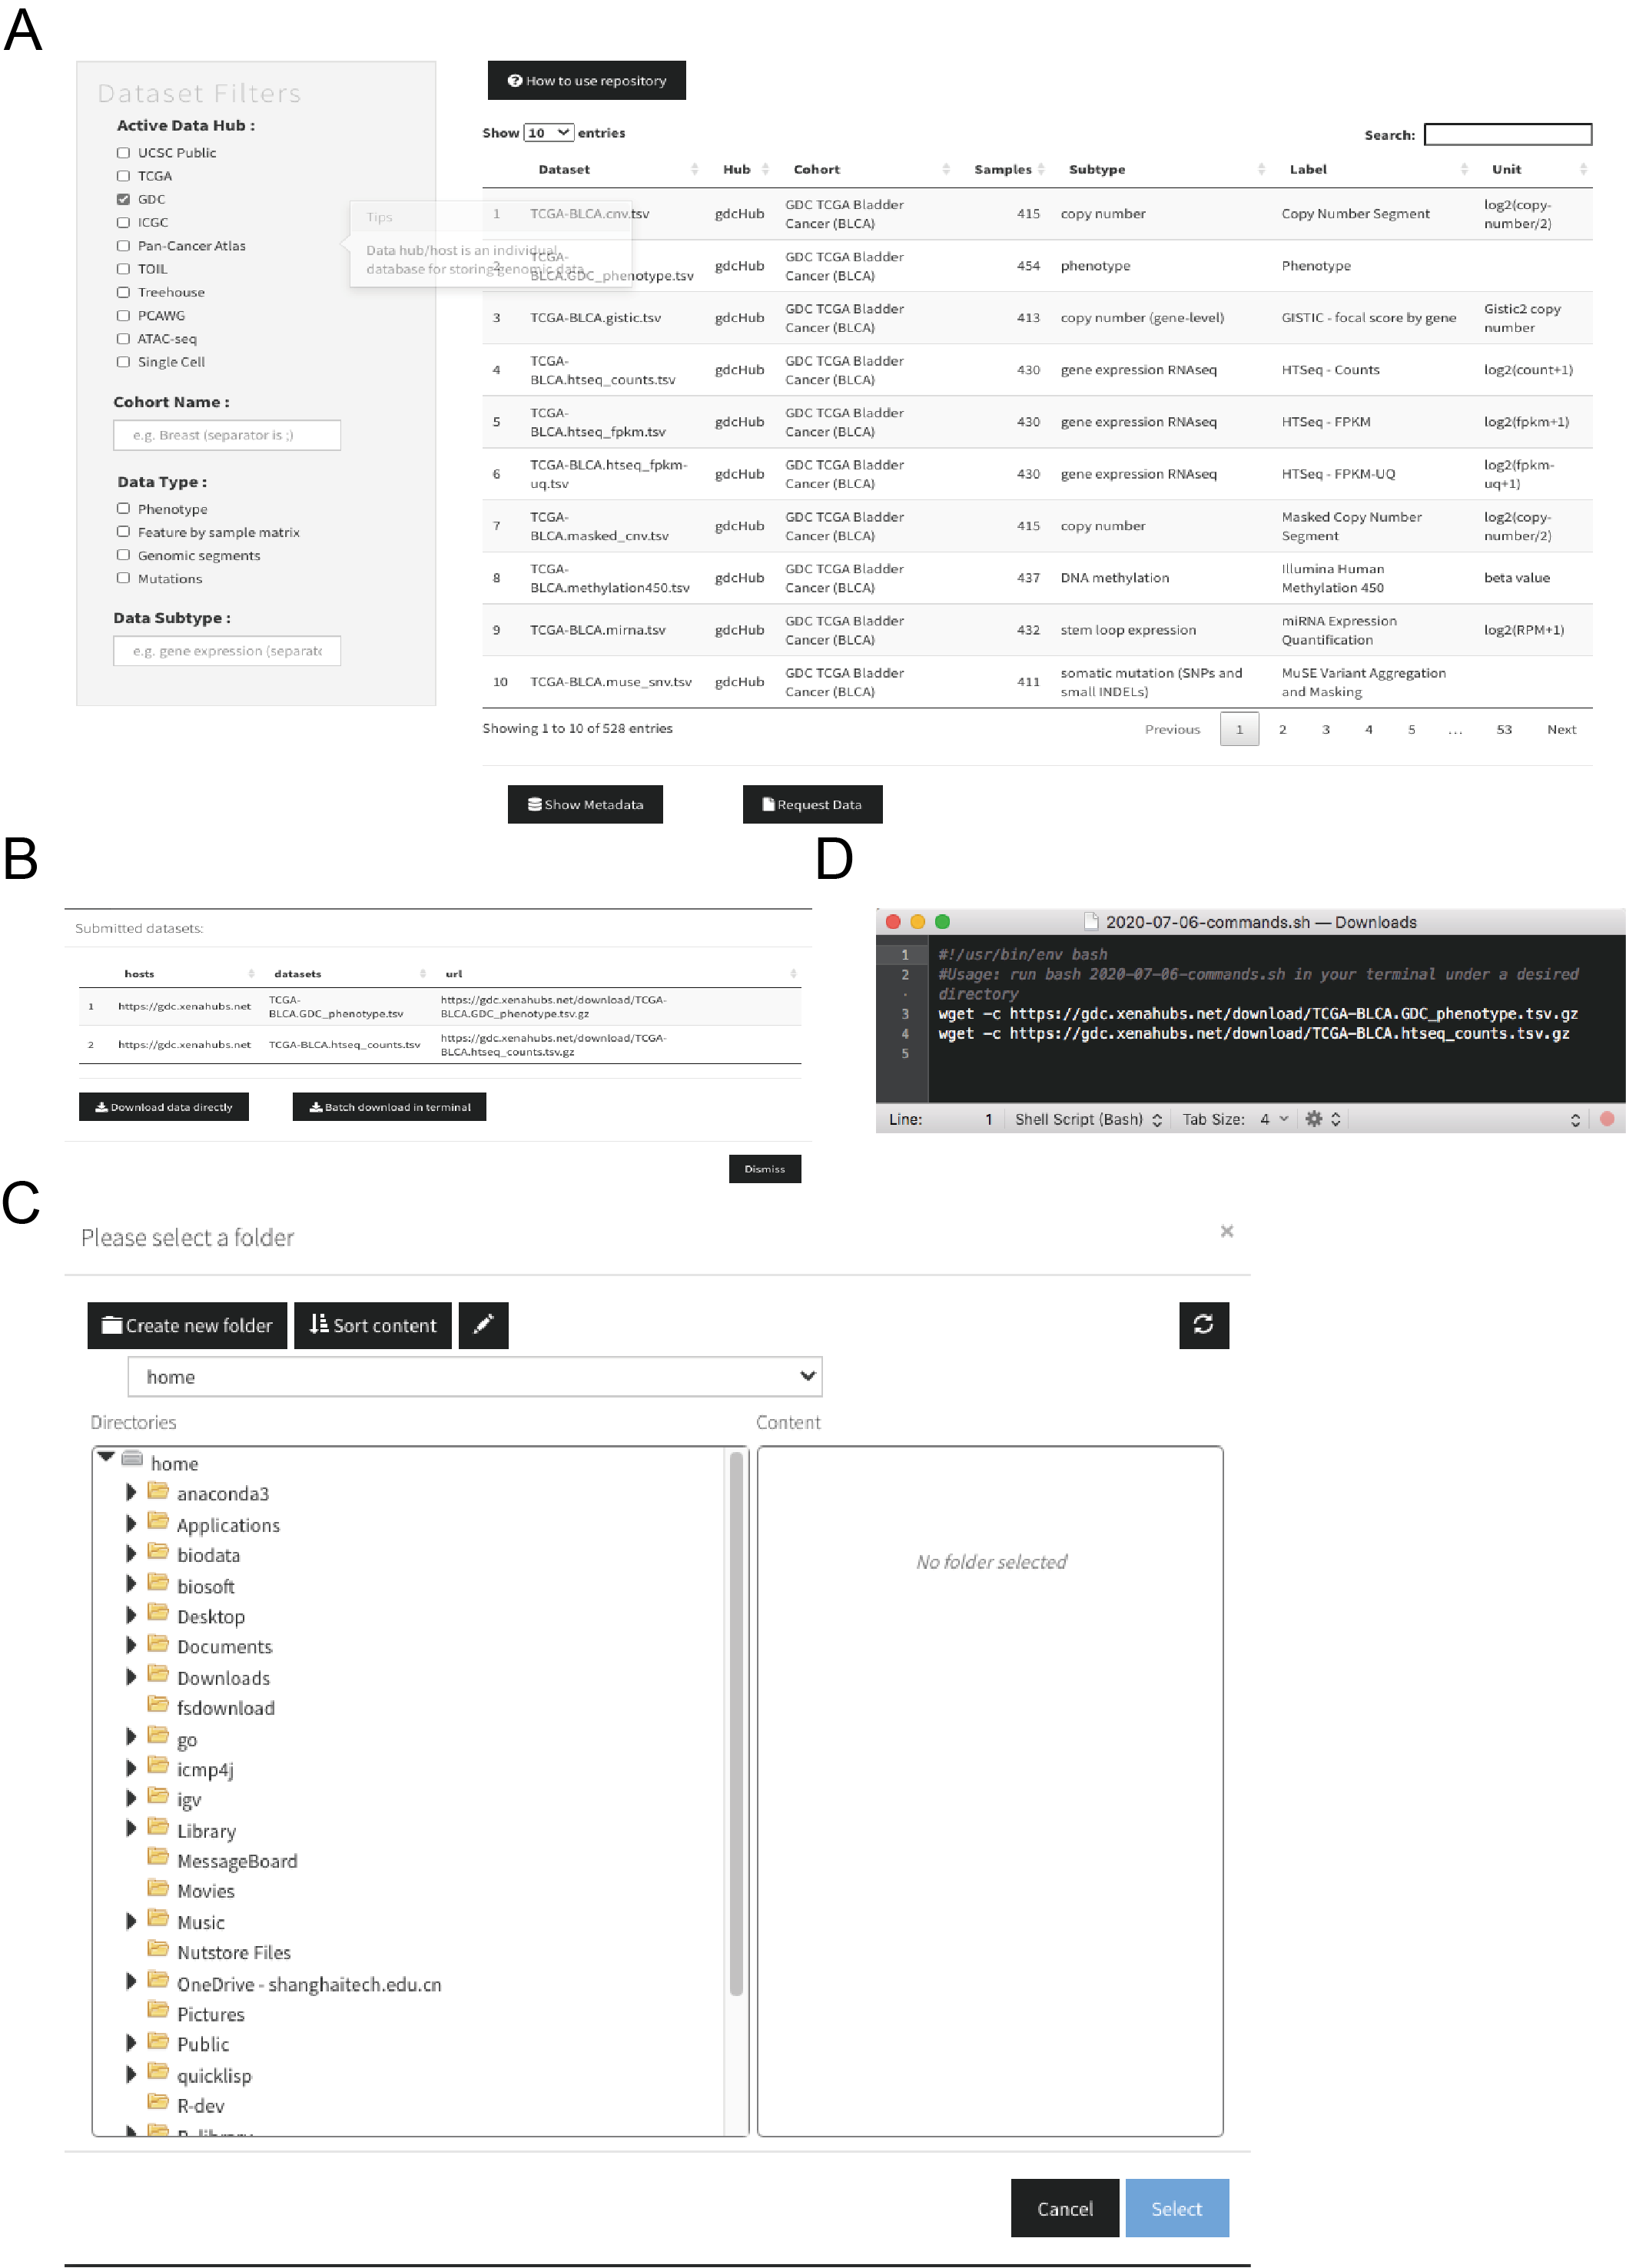 A
Dataset Filters
Active Data Hub :
UCSC Public
TCGA
GDC
ICGC
Pan-Cancer Atlas
TOIL
Treehouse
PCAWG
ATAC-seq
Single Cell
Cohort Name :
e.g. Breast (separator is ;)
Data Type :
Phenotype
Feature by sample matrix
Genomic segments
Mutations
Data Subtype :
e.g. gene expression (separato
Tips
Data hub/host is an individual
database for storing genomic data.
How to use repository
Show 10 entries
Search:
Dataset Hub Cohort Samples Subtype Label Unit
1 TCGA-BLCA.cnv.tsv gdcHub GDC TCGA Bladder Cancer (BLCA) 415 copy number Copy Number Segment log2(copy-number/2)
2 TCGA-BLCA.GDC_phenotype.tsv gdcHub GDC TCGA Bladder Cancer (BLCA) 454 phenotype Phenotype
3 TCGA-BLCA.gistic.tsv gdcHub GDC TCGA Bladder Cancer (BLCA) 413 copy number (gene-level) GISTIC - focal score by gene Gistic2 copy number
4 TCGA-BLCA.htseq_counts.tsv gdcHub GDC TCGA Bladder Cancer (BLCA) 430 gene expression RNAseq HTSeq - Counts log2(count+1)
5 TCGA-BLCA.htseq_fpkm.tsv gdcHub GDC TCGA Bladder Cancer (BLCA) 430 gene expression RNAseq HTSeq - FPKM log2(fpkm+1)
6 TCGA-BLCA.htseq_fpkm-uq.tsv gdcHub GDC TCGA Bladder Cancer (BLCA) 430 gene expression RNAseq HTSeq - FPKM-UQ log2(fpkm-uq+1)
7 TCGA-BLCA.masked_cnv.tsv gdcHub GDC TCGA Bladder Cancer (BLCA) 415 copy number Masked Copy Number Segment log2(copy-number/2)
8 TCGA-BLCA.methylation450.tsv gdcHub GDC TCGA Bladder Cancer (BLCA) 437 DNA methylation Illumina Human Methylation 450 beta value
9 TCGA-BLCA.mirna.tsv gdcHub GDC TCGA Bladder Cancer (BLCA) 432 stem loop expression miRNA Expression Quantification log2(RPM+1)
10 TCGA-BLCA.muse_snv.tsv gdcHub GDC TCGA Bladder Cancer (BLCA) 411 somatic mutation (SNPs and small INDELs) MuSE Variant Aggregation and Masking
Showing 1 to 10 of 528 entries
Previous 1 2 3 4 5 ... 53 Next
Show Metadata
Request Data
B
Submitted datasets:
hosts datasets url
1 https://gdc.xenahubs.net TCGA-BLCA.GDC_phenotype.tsv https://gdc.xenahubs.net/download/TCGA-BLCA.GDC_phenotype.tsv.gz
2 https://gdc.xenahubs.net TCGA-BLCA.htseq_counts.tsv https://gdc.xenahubs.net/download/TCGA-BLCA.htseq_counts.tsv.gz
Download data directly
Batch download in terminal
Dismiss
D
2020-07-06-commands.sh — Downloads
1 #!/usr/bin/env bash
2 #Usage: run bash 2020-07-06-commands.sh in your terminal under a desired
· directory
3 wget -c https://gdc.xenahubs.net/download/TCGA-BLCA.GDC_phenotype.tsv.gz
4 wget -c https://gdc.xenahubs.net/download/TCGA-BLCA.htseq_counts.tsv.gz
5
Line: 1 Shell Script (Bash) Tab Size: 4
C
Please select a folder
×
Create new folder
Sort content
home
Directories
Content
home
anaconda3
Applications
biodata
biosoft
Desktop
Documents
Downloads
fsdownload
go
icmp4j
igv
Library
MessageBoard
Movies
Music
Nutstore Files
OneDrive - shanghaitech.edu.cn
Pictures
Public
quicklisp
R-dev
No folder selected
Cancel
Select